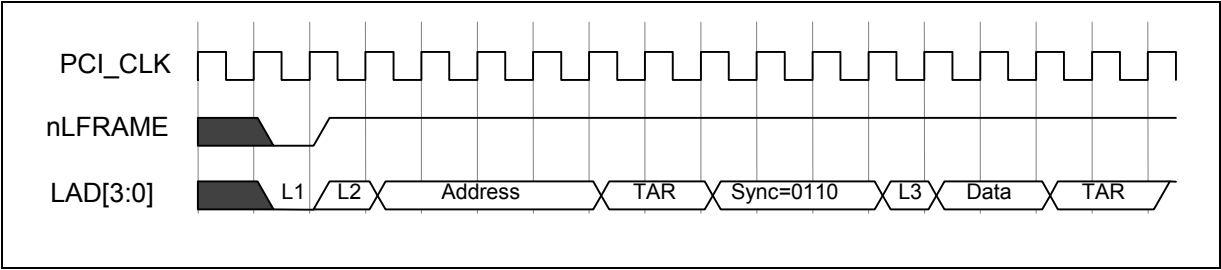 PCI_CLK
nLFRAME
LAD[3:0] L1 L2 Address TAR Sync=0110 L3 Data TAR